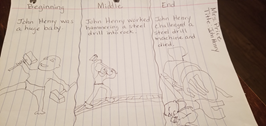 Beginning
John Henry was
a huge baby.
Middle
John Henry worked
hammering a steel
drill into rock.
End
John Henry
challenged a
steam drill
machine and
died.